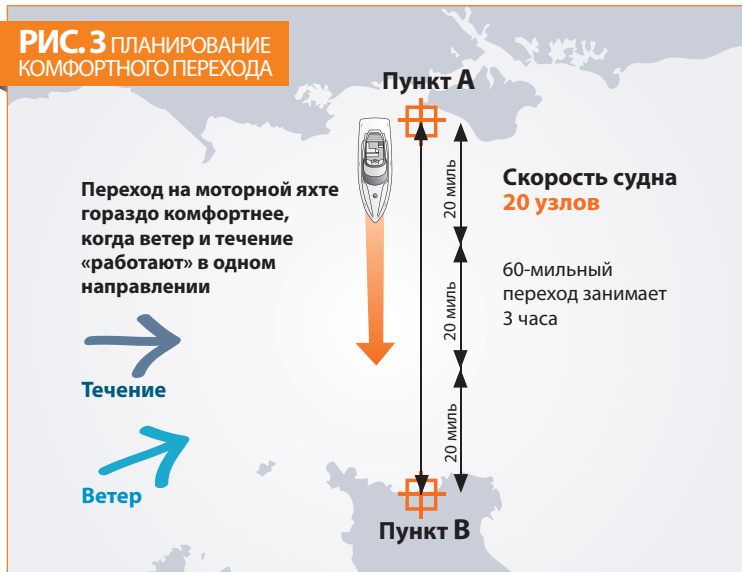 РИС. 3 ПЛАНИРОВАНИЕ
КОМФОРТНОГО ПЕРЕХОДА
Пункт А
Переход на моторной яхте
гораздо комфортнее,
когда ветер и течение
«работают» в одном
направлении
20 миль
20 миль
20 миль
Скорость судна
20 узлов
60-мильный
переход занимает
3 часа
Течение
Ветер
Пункт В